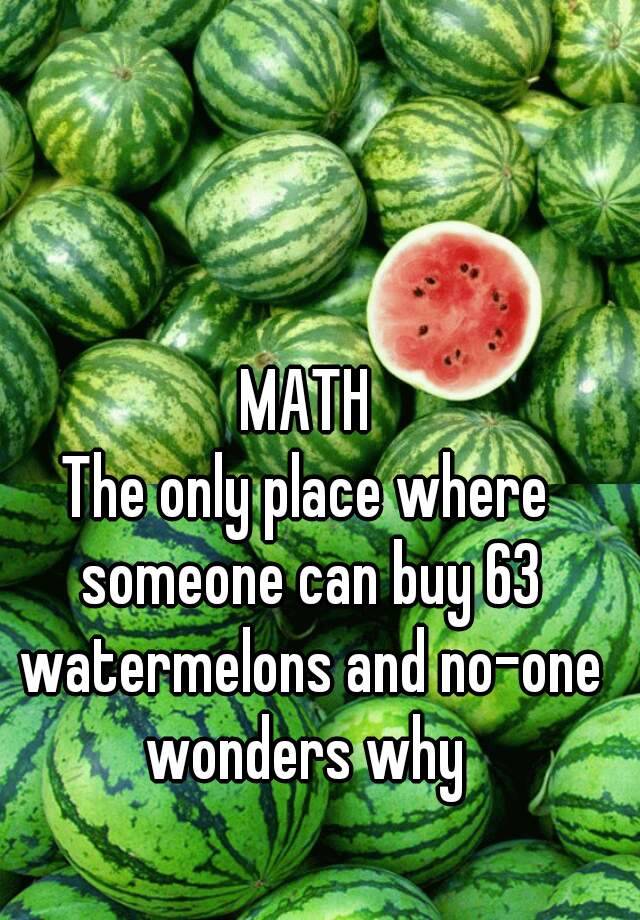 MATH
The only place where
someone can buy 63
watermelons and no-one
wonders why